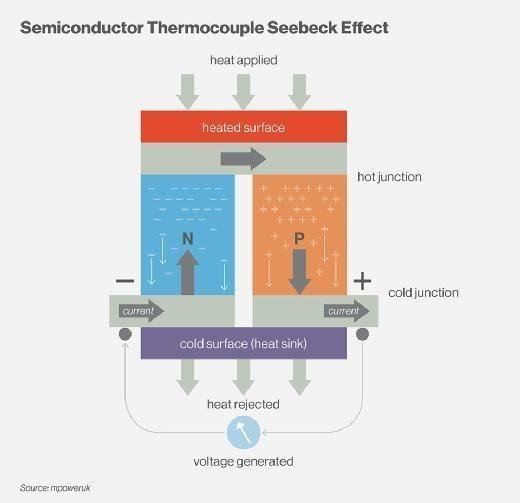 Semiconductor Thermocouple Seebeck Effect
heat applied
heated surface
hot junction
N
P
−
+
cold junction
current
current
cold surface (heat sink)
heat rejected
voltage generated
Source: mpoweruk